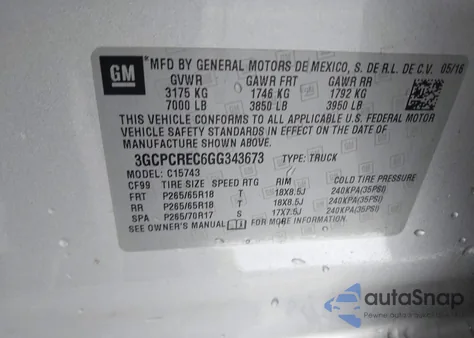 GM *MFD BY GENERAL MOTORS DE MEXICO, S. DE R.L. DE C.V. 05/16
GVWR GAWR FRT GAWR RR
3175 KG 1746 KG 1792 KG
7000 LB 3850 LB 3950 LB
THIS VEHICLE CONFORMS TO ALL APPLICABLE U.S. FEDERAL MOTOR
VEHICLE SAFETY STANDARDS IN EFFECT ON THE DATE OF
MANUFACTURE SHOWN ABOVE.
3GCPCREC6GG343673 TYPE: TRUCK
MODEL: C15743
CF99 TIRE SIZE SPEED RTG RIM COLD TIRE PRESSURE
FRT P265/65R18 T 18X8.5J 240KPA(35PSI)
RR P265/65R18 T 18X8.5J 240KPA(35PSI)
SPA P265/70R17 S 17X7.5J 240KPA(35PSI)
SEE OWNER'S MANUAL FOR MORE INFORMATION.
autoSnap